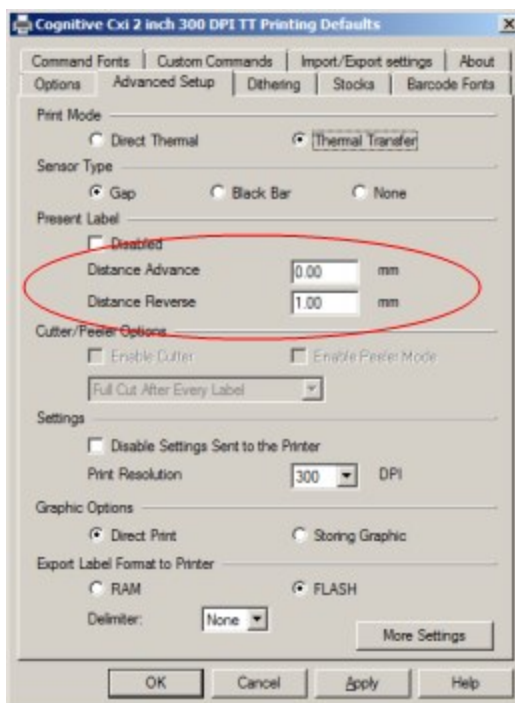 Cognitive Cxi 2 inch 300 DPI TT Printing Defaults
Command Fonts Custom Commands Import/Export settings About
Options Advanced Setup Dithering Stocks Barcode Fonts
Print Mode
Direct Thermal Thermal Transfer
Sensor Type
Gap Black Bar None
Present Label
Disabled
Distance Advance 0.00 mm
Distance Reverse 1.00 mm
Cutter/Peeler Options
Enable Cutter Enable Peeler Mode
Full Cut After Every Label
Settings
Disable Settings Sent to the Printer
Print Resolution 300 DPI
Graphic Options
Direct Print Storing Graphic
Export Label Format to Printer
RAM FLASH
Delimiter: None
More Settings
OK Cancel Apply Help